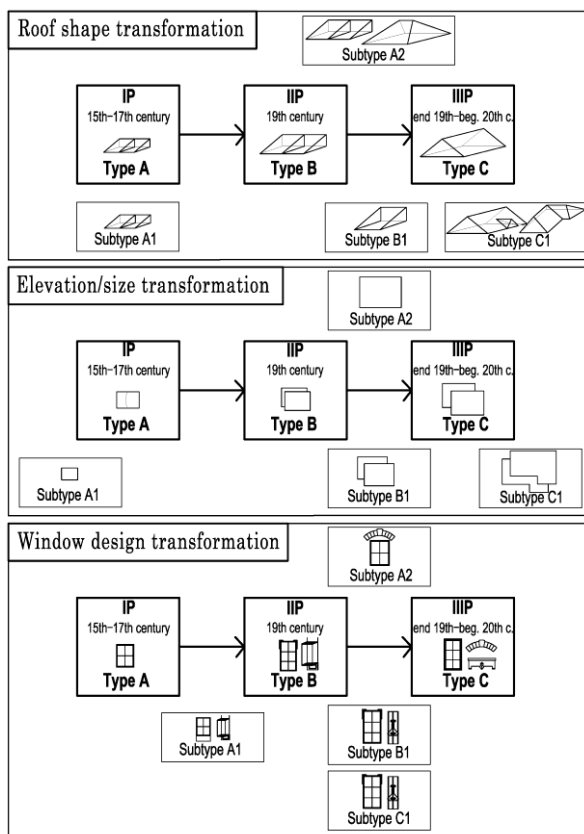 Roof shape transformation
Subtype A2
IP
15th-17th century
Type A
IIP
19th century
Type B
IIIP
end 19th-beg. 20th c.
Type C
Subtype A1
Subtype B1
Subtype C1
Elevation/size transformation
Subtype A2
IP
15th-17th century
Type A
IIP
19th century
Type B
IIIP
end 19th-beg. 20th c.
Type C
Subtype A1
Subtype B1
Subtype C1
Window design transformation
Subtype A2
IP
15th-17th century
Type A
IIP
19th century
Type B
IIIP
end 19th-beg. 20th c.
Type C
Subtype A1
Subtype B1
Subtype C1